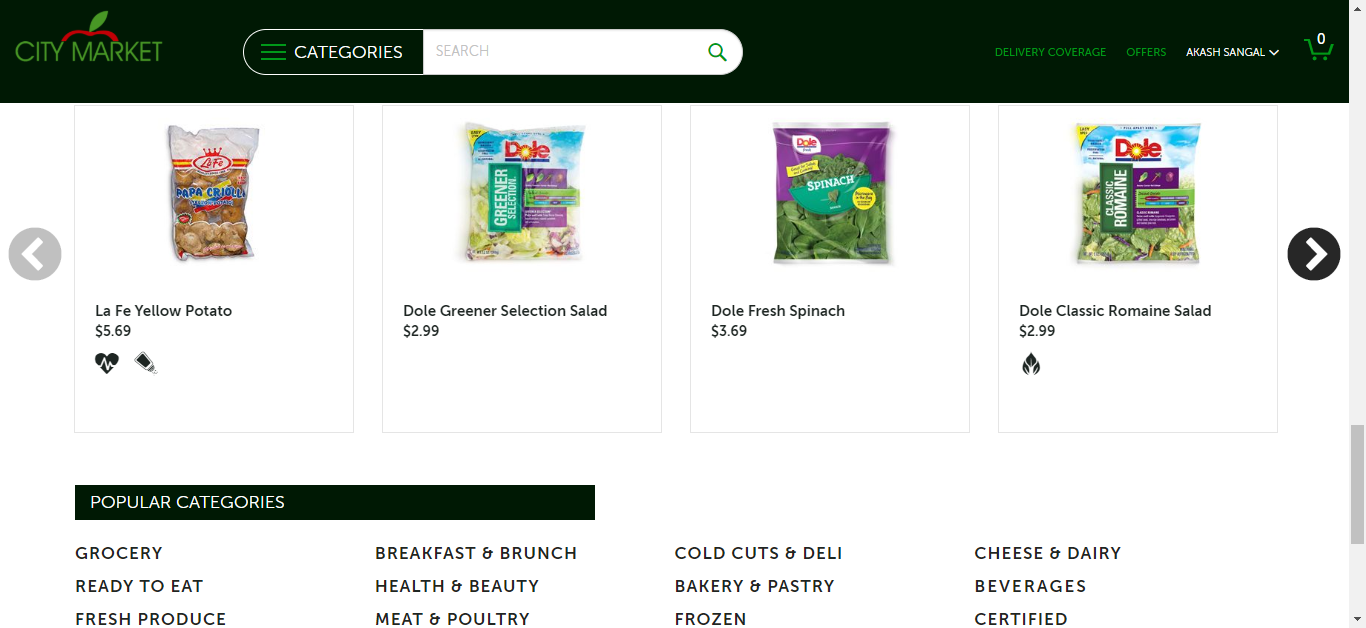 CITY MARKET
CATEGORIES
SEARCH
DELIVERY COVERAGE
OFFERS
AKASH SANGAL
0
LaFe
PAPA CRIOLLA
Dole
GREENER
SELECTION
Dole
SPINACH
Dole
CLASSIC
ROMAINE
La Fe Yellow Potato
$5.69
Dole Greener Selection Salad
$2.99
Dole Fresh Spinach
$3.69
Dole Classic Romaine Salad
$2.99
POPULAR CATEGORIES
GROCERY
BREAKFAST & BRUNCH
COLD CUTS & DELI
CHEESE & DAIRY
READY TO EAT
HEALTH & BEAUTY
BAKERY & PASTRY
BEVERAGES
FRESH PRODUCE
MEAT & POULTRY
FROZEN
CERTIFIED